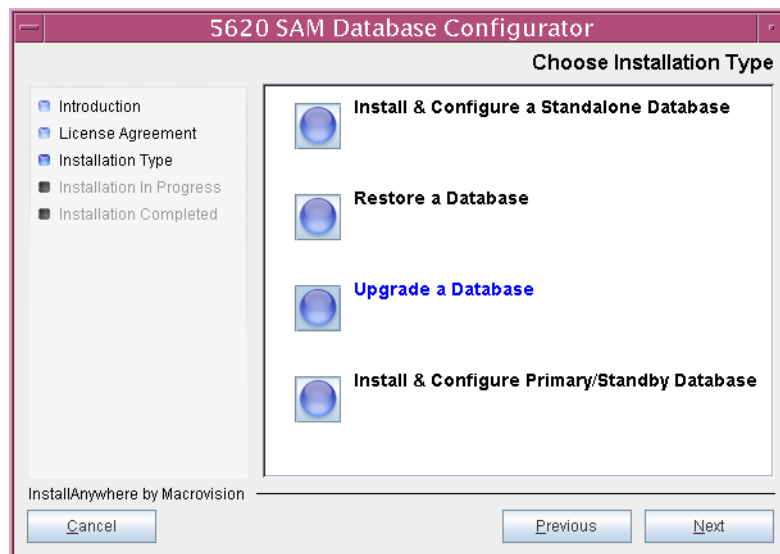 5620 SAM Database Configurator
Choose Installation Type
Introduction
License Agreement
Installation Type
Installation In Progress
Installation Completed
Install & Configure a Standalone Database
Restore a Database
Upgrade a Database
Install & Configure Primary/Standby Database
InstallAnywhere by Macrovision
Cancel
Previous
Next